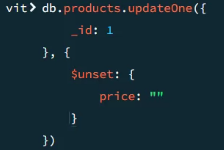 vit> db.products.updateOne({
_id: 1
}, {
$unset: {
price: ""
}
})